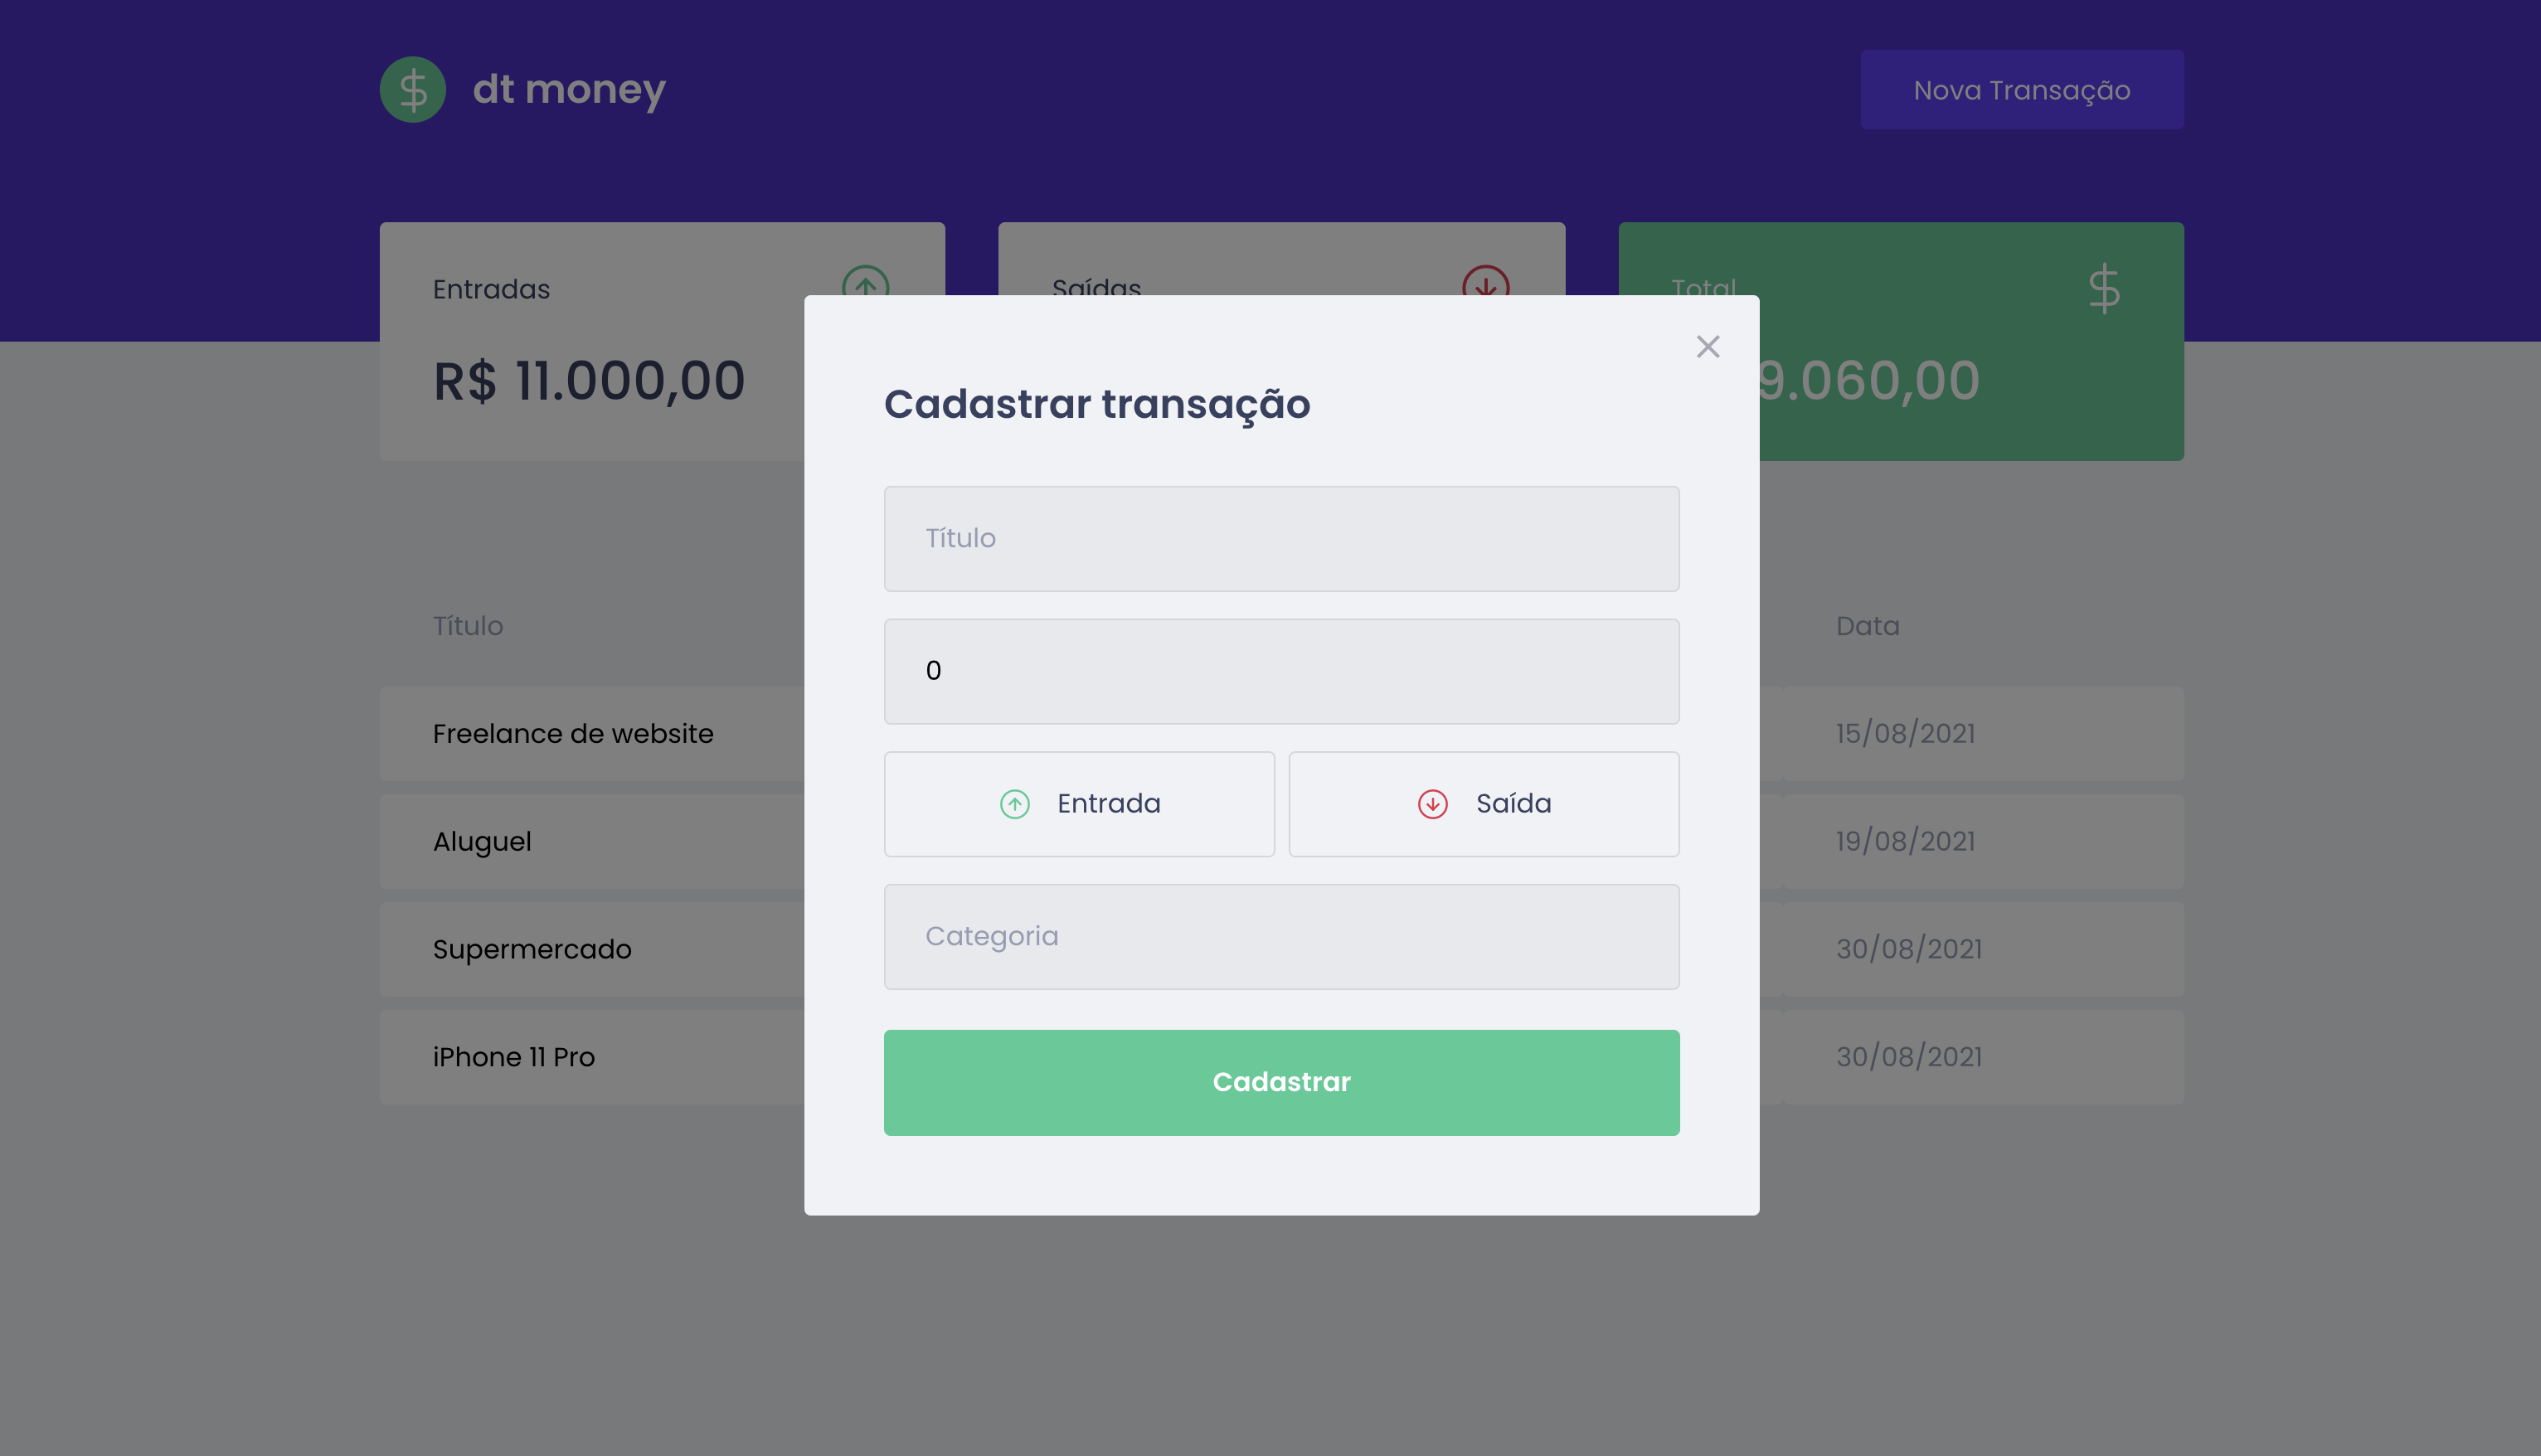 dt money
Nova Transação
Entradas
Saídas
Total
R$ 11.000,00
9.060,00
Cadastrar transação
Título
0
Entrada
Saída
Categoria
Cadastrar
Título
Data
Freelance de website
15/08/2021
Aluguel
19/08/2021
Supermercado
30/08/2021
iPhone 11 Pro
30/08/2021